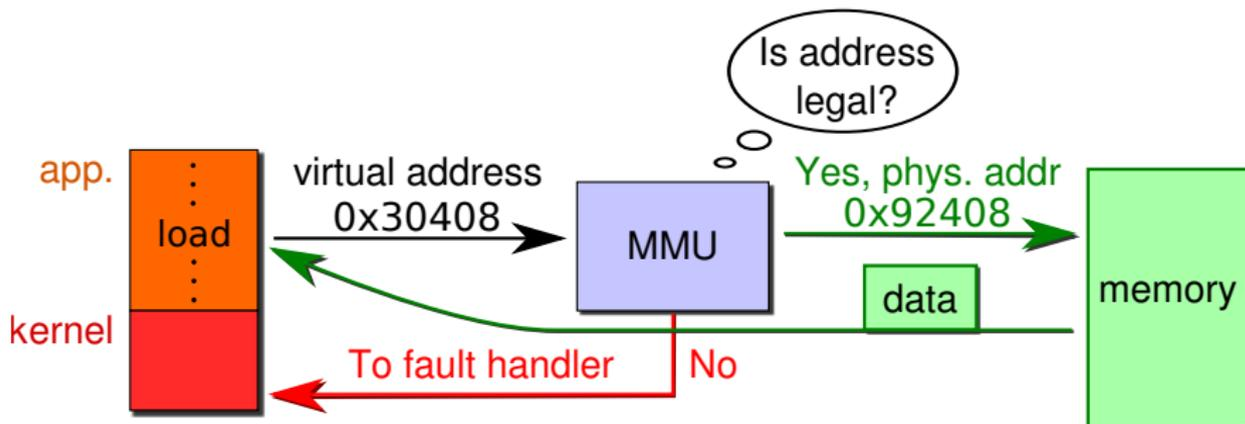 Is address
legal?
app.
virtual address
0x30408
Yes, phys. addr
0x92408
load
MMU
data
memory
kernel
To fault handler
No